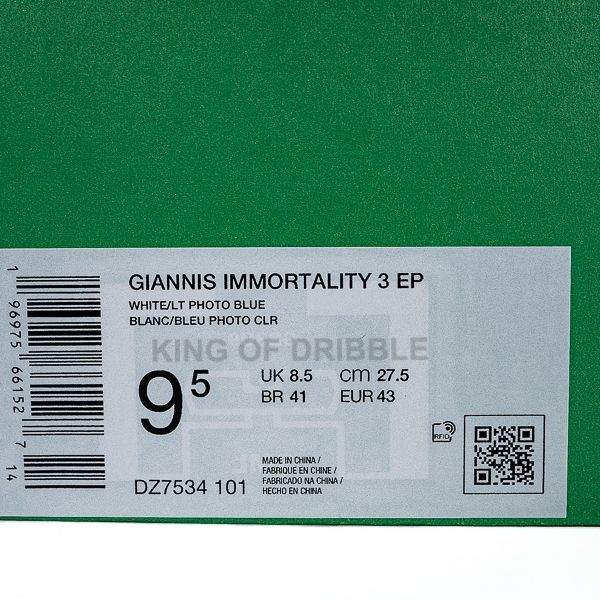 GIANNIS IMMORTALITY 3 EP
WHITE/LT PHOTO BLUE
BLANC/BLEU PHOTO CLR
KING OF DRIBBLE
9 5
UK 8.5 cm 27.5
BR 41 EUR 43
MADE IN CHINA /
FABRIQUE EN CHINE /
FABRICADO NA CHINA /
HECHO EN CHINA
DZ7534 101
RFID
1 96975 66152 7 14